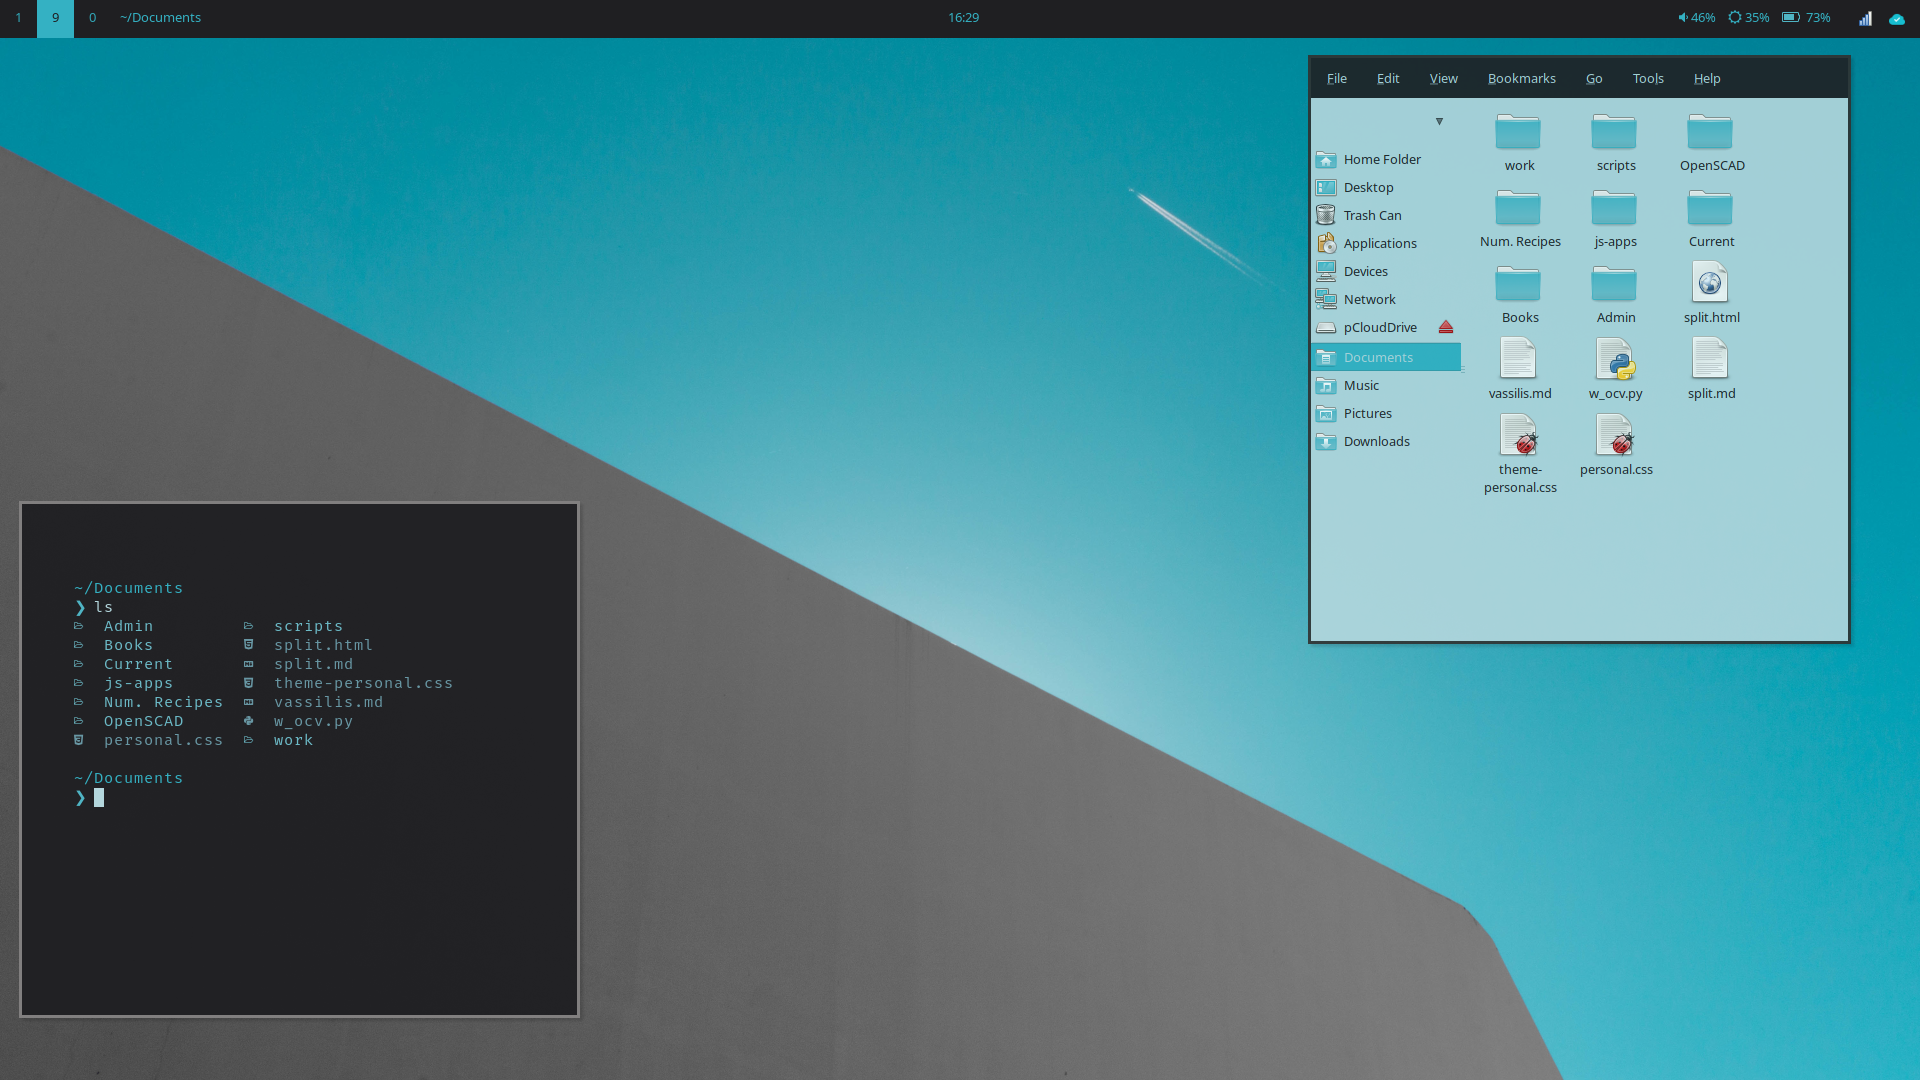 1 9 0 ~/Documents 16:29 46% 35% 73%
File Edit View Bookmarks Go Tools Help
Home Folder
Desktop
Trash Can
Applications
Devices
Network
pCloudDrive
Documents
Music
Pictures
Downloads
work scripts OpenSCAD
Num. Recipes js-apps Current
Books Admin split.html
vassilis.md w_ocv.py split.md
theme- personal.css
personal.css
~/Documents
❯ ls
Admin scripts
Books split.html
Current split.md
js-apps theme-personal.css
Num. Recipes vassilis.md
OpenSCAD w_ocv.py
personal.css work
~/Documents
❯